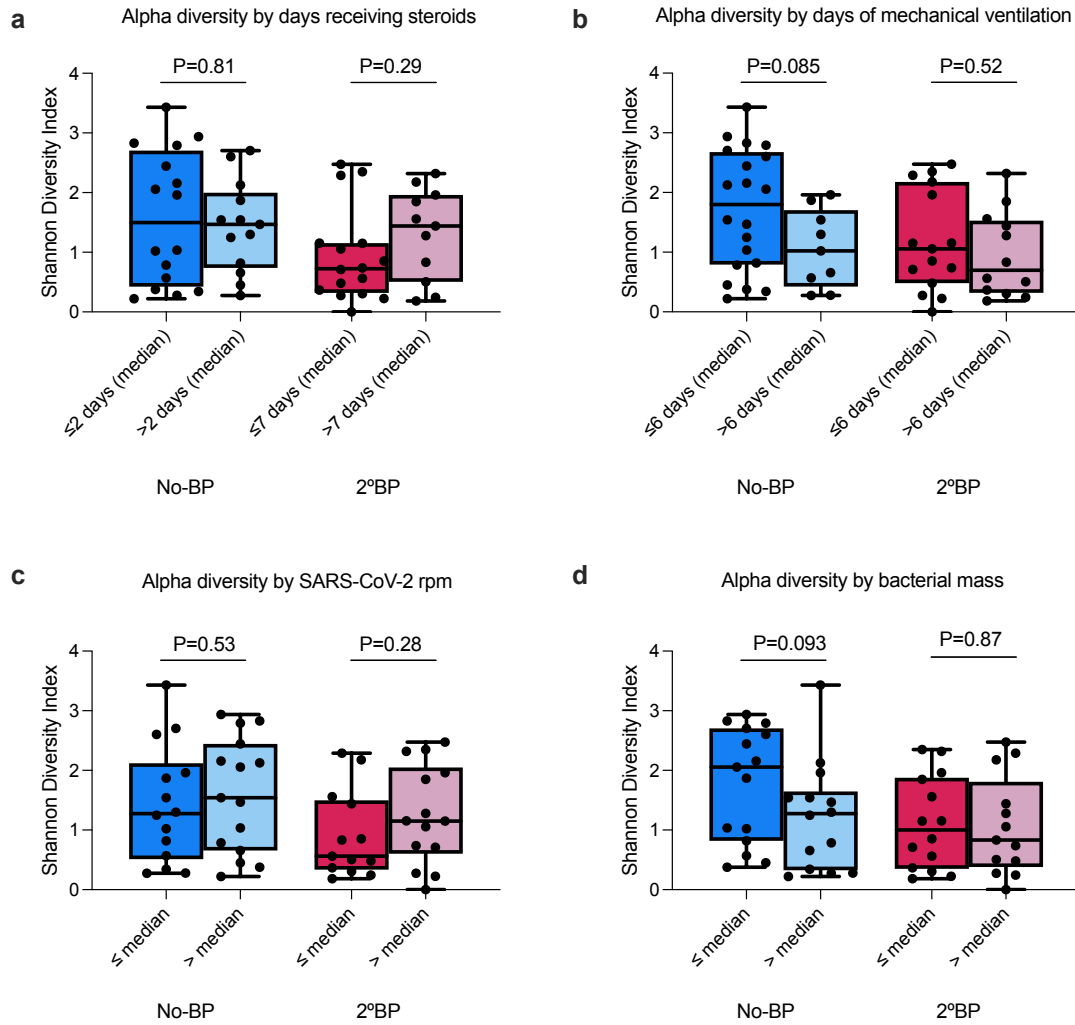 a
Alpha diversity by days receiving steroids
P=0.81
P=0.29
Shannon Diversity Index
4
3
2
1
0
≤2 days (median)
>2 days (median)
≤7 days (median)
>7 days (median)
No-BP
2ºBP
b
Alpha diversity by days of mechanical ventilation
P=0.085
P=0.52
Shannon Diversity Index
4
3
2
1
0
≤6 days (median)
>6 days (median)
≤6 days (median)
>6 days (median)
No-BP
2ºBP
c
Alpha diversity by SARS-CoV-2 rpm
P=0.53
P=0.28
Shannon Diversity Index
4
3
2
1
0
≤ median
> median
≤ median
> median
No-BP
2ºBP
d
Alpha diversity by bacterial mass
P=0.093
P=0.87
Shannon Diversity Index
4
3
2
1
0
≤ median
> median
≤ median
> median
No-BP
2ºBP